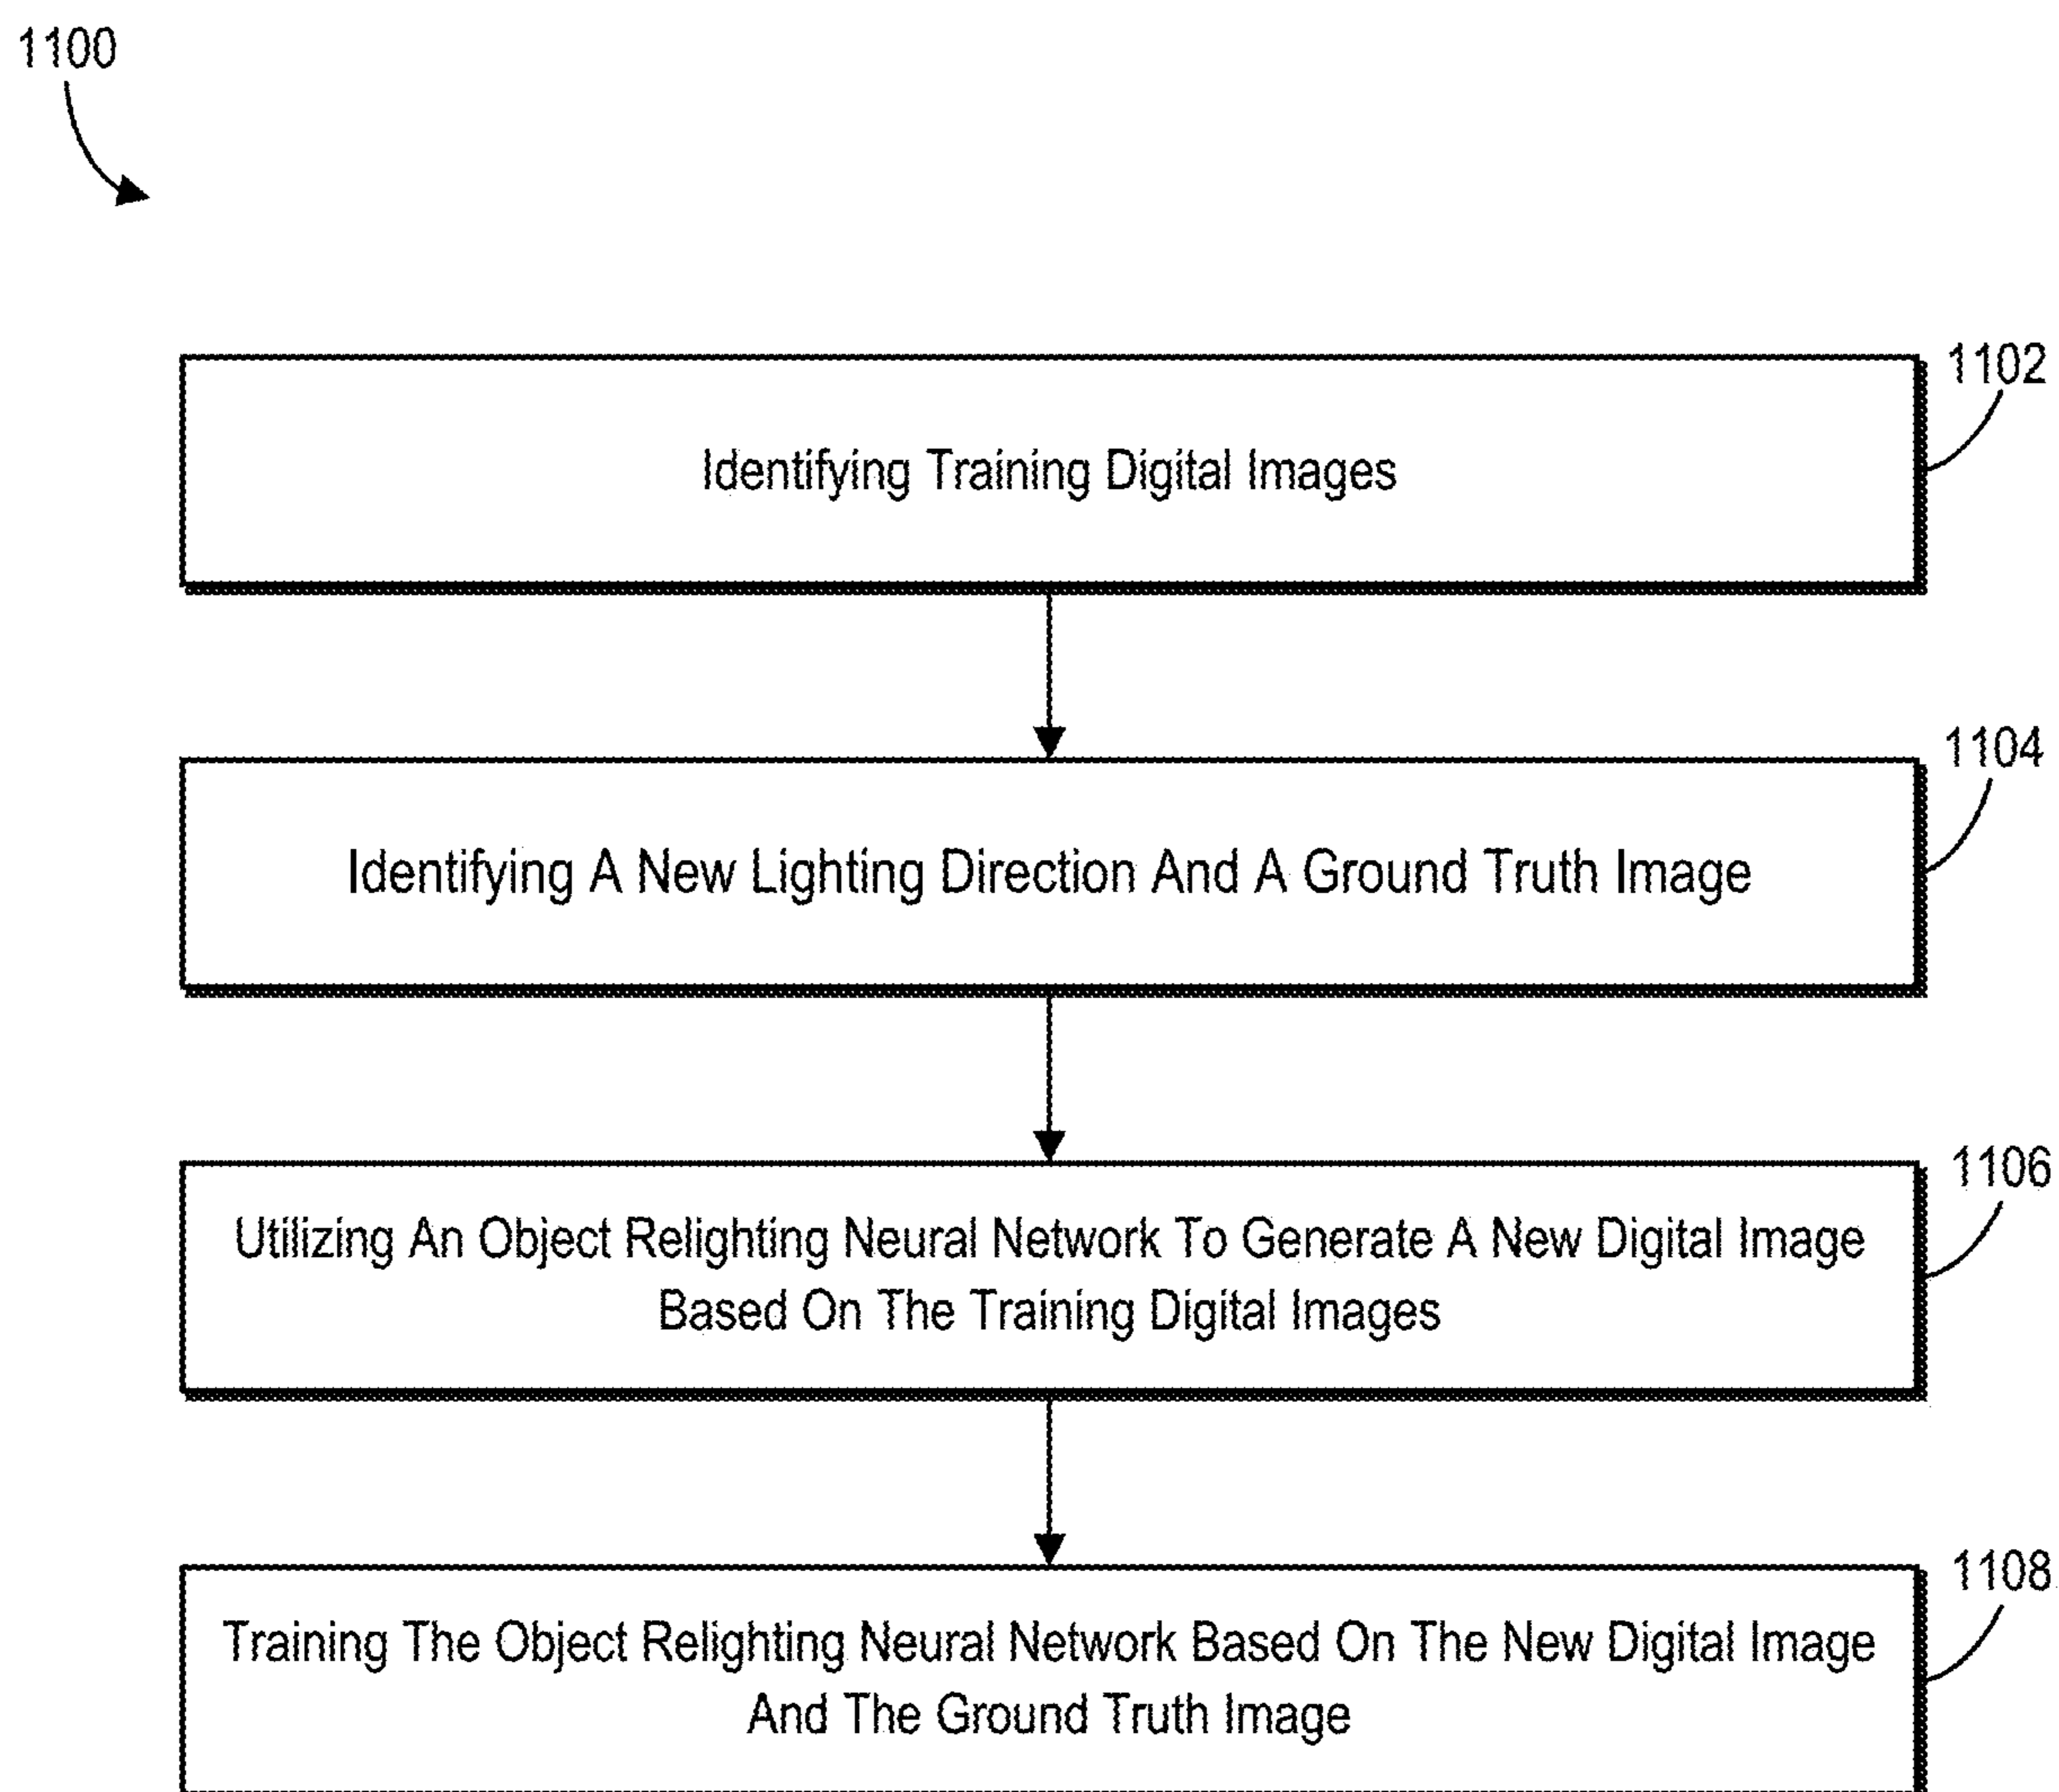 1100
1102
Identifying Training Digital Images
1104
Identifying A New Lighting Direction And A Ground Truth Image
1106
Utilizing An Object Relighting Neural Network To Generate A New Digital Image
Based On The Training Digital Images
1108
Training The Object Relighting Neural Network Based On The New Digital Image
And The Ground Truth Image